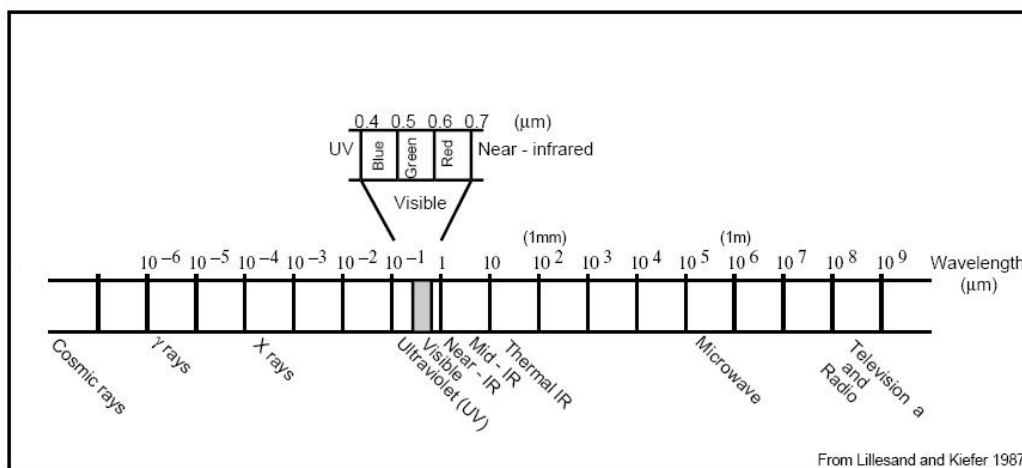 0.4 0.5 0.6 0.7 (μm)
UV Blue Green Red Near - infrared
Visible
(1mm) (1m)
10⁻⁶ 10⁻⁵ 10⁻⁴ 10⁻³ 10⁻² 10⁻¹ 1 10 10² 10³ 10⁴ 10⁵ 10⁶ 10⁷ 10⁸ 10⁹ Wavelength
(μm)
Cosmic rays
γ rays
X rays
Ultraviolet (UV)
Visible
Near - IR
Mid - IR
Thermal IR
Microwave
Television a
and
Radio
From Lillesand and Kiefer 1987